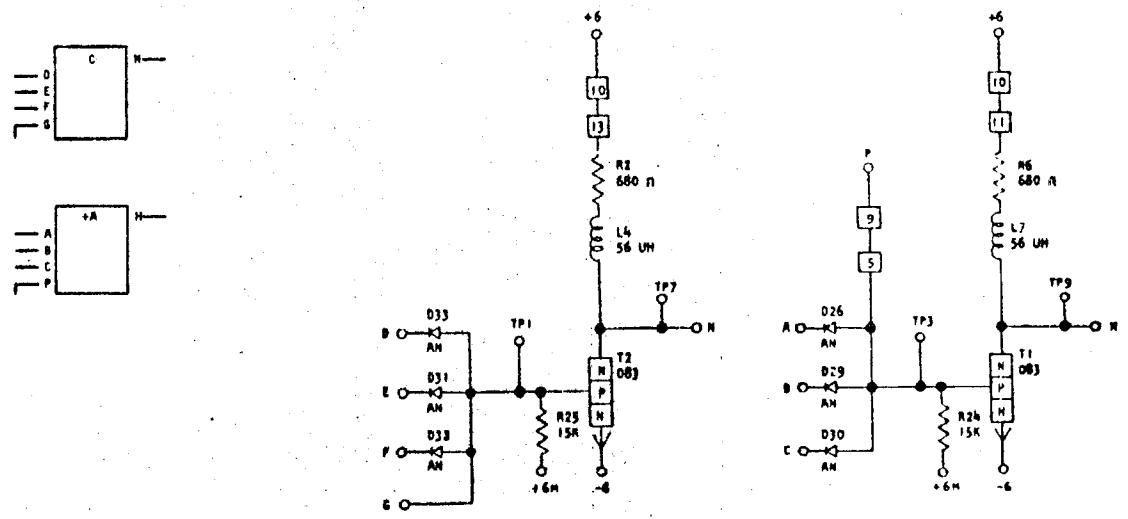 C N
D
E
F
G
+A H
A
B
C
P
+6
10
13
R2
680 Ω
L4
56 UH
TP7
N
D
D33
AN
TP1
E
D31
AN
F
AN
G
15K
+6M
T2
083
N
P
N
-6
P
9
5
A
D26
AN
TP3
D29
AN
C
D30
AN
R24
15K
+6M
+6
10
11
R6
680 Ω
L7
56 UH
TP9
T1
083
N
P
N
-6